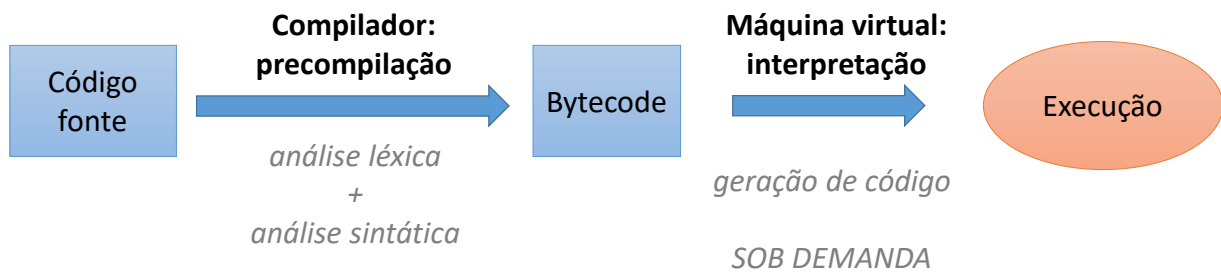 Código
fonte
Compilador:
precompilação
análise léxica
+
análise sintática
Bytecode
Máquina virtual:
interpretação
geração de código
SOB DEMANDA
Execução